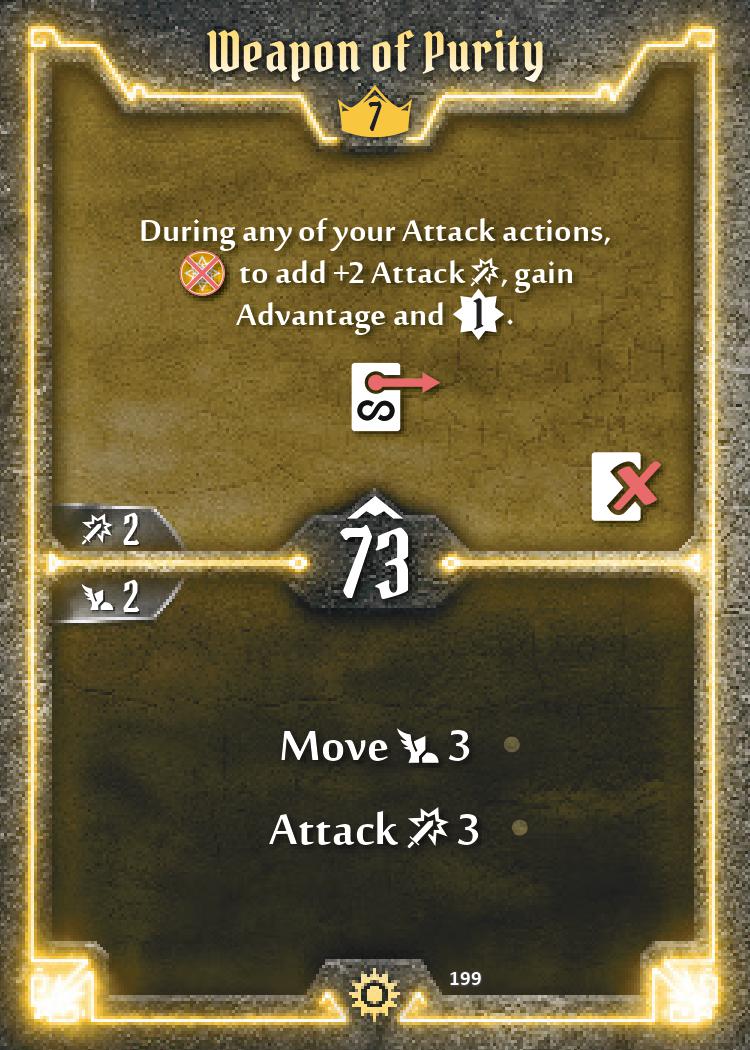 Weapon of Purity
7
During any of your Attack actions,
to add +2 Attack, gain
Advantage and 1.
2
73
2
Move 3
Attack 3
199